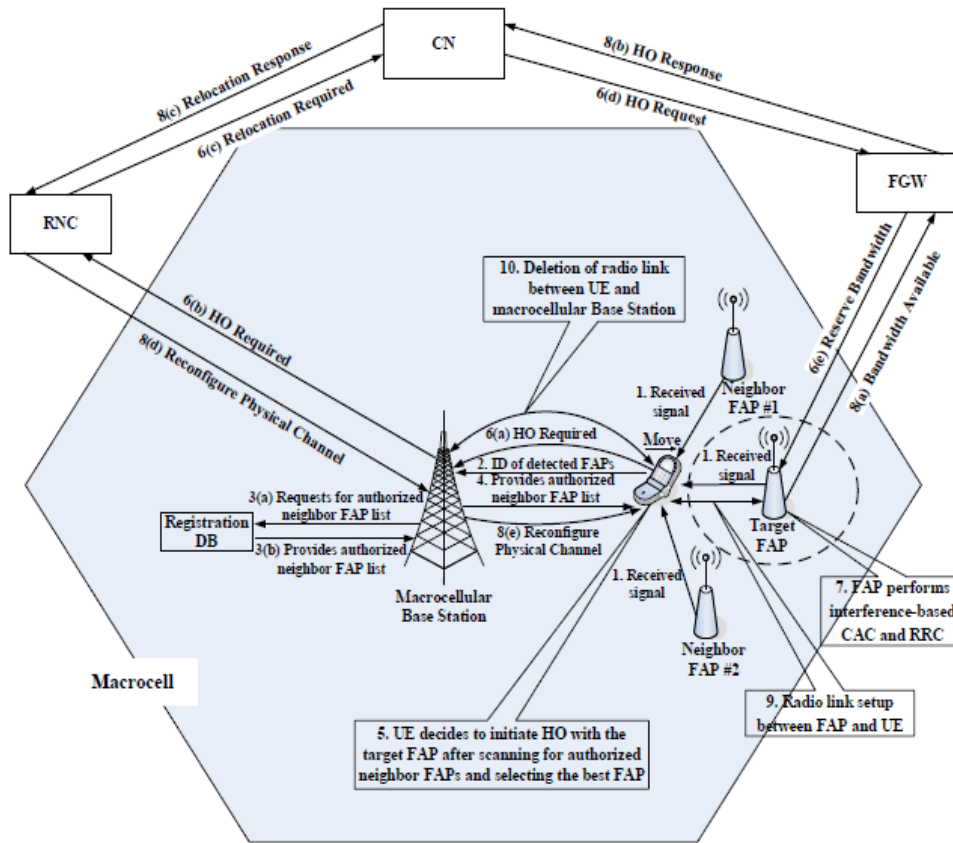 CN
8(b) HO Response
8(c) Relocation Response
6(c) Relocation Required
6(d) HO Request
FGW
RNC
10. Deletion of radio link
between UE and
macrocellular Base Station
6(b) HO Required
8(d) Reconfigure Physical Channel
6(e) Reserve Bandwidth
8(a) Bandwidth Available
Neighbor
FAP #1
1. Received
signal
Move
6(a) HO Required
2. ID of detected FAPs
4. Provides authorized
neighbor FAP list
1. Received
signal
3(a) Requests for authorized
neighbor FAP list
Registration
DB
3(b) Provides authorized
neighbor FAP list
8(e) Reconfigure
Physical Channel
Target
FAP
1. Received
signal
Macrocellular
Base Station
7. FAP performs
interference-based
CAC and RRC
Neighbor
FAP #2
Macrocell
5. UE decides to initiate HO with the
target FAP after scanning for authorized
neighbor FAPs and selecting the best FAP
9. Radio link setup
between FAP and UE